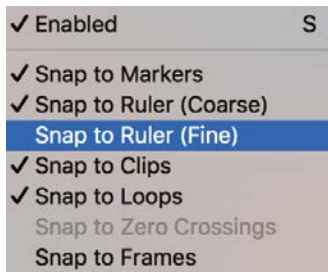 ✓ Enabled S
✓ Snap to Markers
✓ Snap to Ruler (Coarse)
Snap to Ruler (Fine)
✓ Snap to Clips
✓ Snap to Loops
Snap to Zero Crossings
Snap to Frames